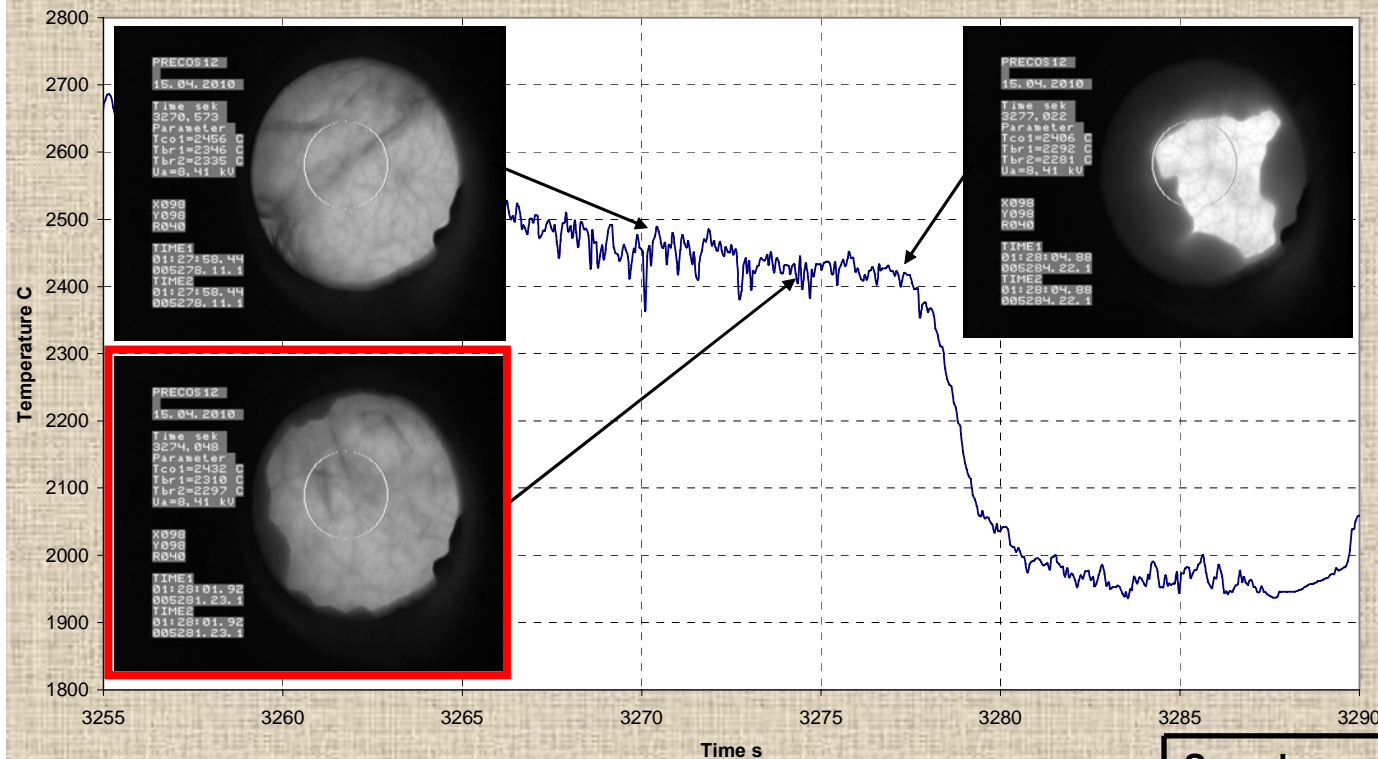 2800
2700
2600
2500
2400
2300
2200
2100
2000
1900
1800
Temperature C
3255
3260
3265
3270
3275
3280
3285
3290
Time s
PRECOS12
15.04.2010
Time sek
3270,573
Parameter
Tco1=2456 C
Tbr1=2346 C
Tbr2=2335 C
Ua=8,41 kV
X098
Y098
R040
TIME1
01:27:58.44
005278.11.1
TIME2
01:27:58.44
005278.11.1
PRECOS12
15.04.2010
Time sek
3277,022
Parameter
Tco1=2406 C
Tbr1=2292 C
Tbr2=2281 C
Ua=8,41 kV
X098
Y098
R040
TIME1
01:28:04.88
005284.22.1
TIME2
01:28:04.88
005284.22.1
PRECOS12
15.04.2010
Time sek
3274,048
Parameter
Tco1=2432 C
Tbr1=2310 C
Tbr2=2297 C
Ua=8,41 kV
X098
Y098
R040
TIME1
01:28:01.92
005281.23.1
TIME2
01:28:01.92
005281.23.1